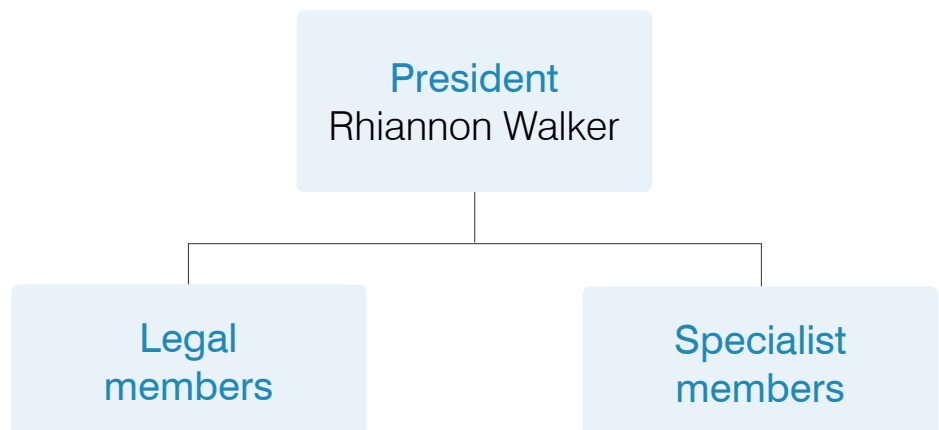 President
Rhiannon Walker
Legal
members
Specialist
members